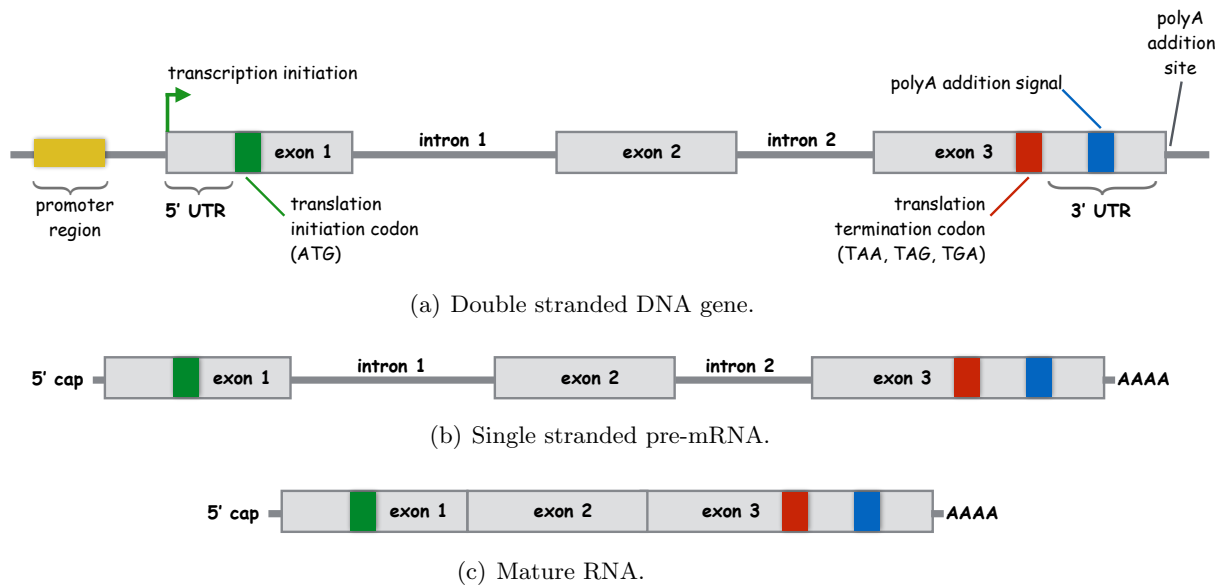 polyA
addition
site
transcription initiation
polyA addition signal
exon 1
intron 1
exon 2
intron 2
exon 3
promoter
region
5' UTR
translation
initiation codon
(ATG)
translation
termination codon
(TAA, TAG, TGA)
3' UTR
(a) Double stranded DNA gene.
5' cap
exon 1
intron 1
exon 2
intron 2
exon 3
AAAA
(b) Single stranded pre-mRNA.
5' cap
exon 1
exon 2
exon 3
AAAA
(c) Mature RNA.